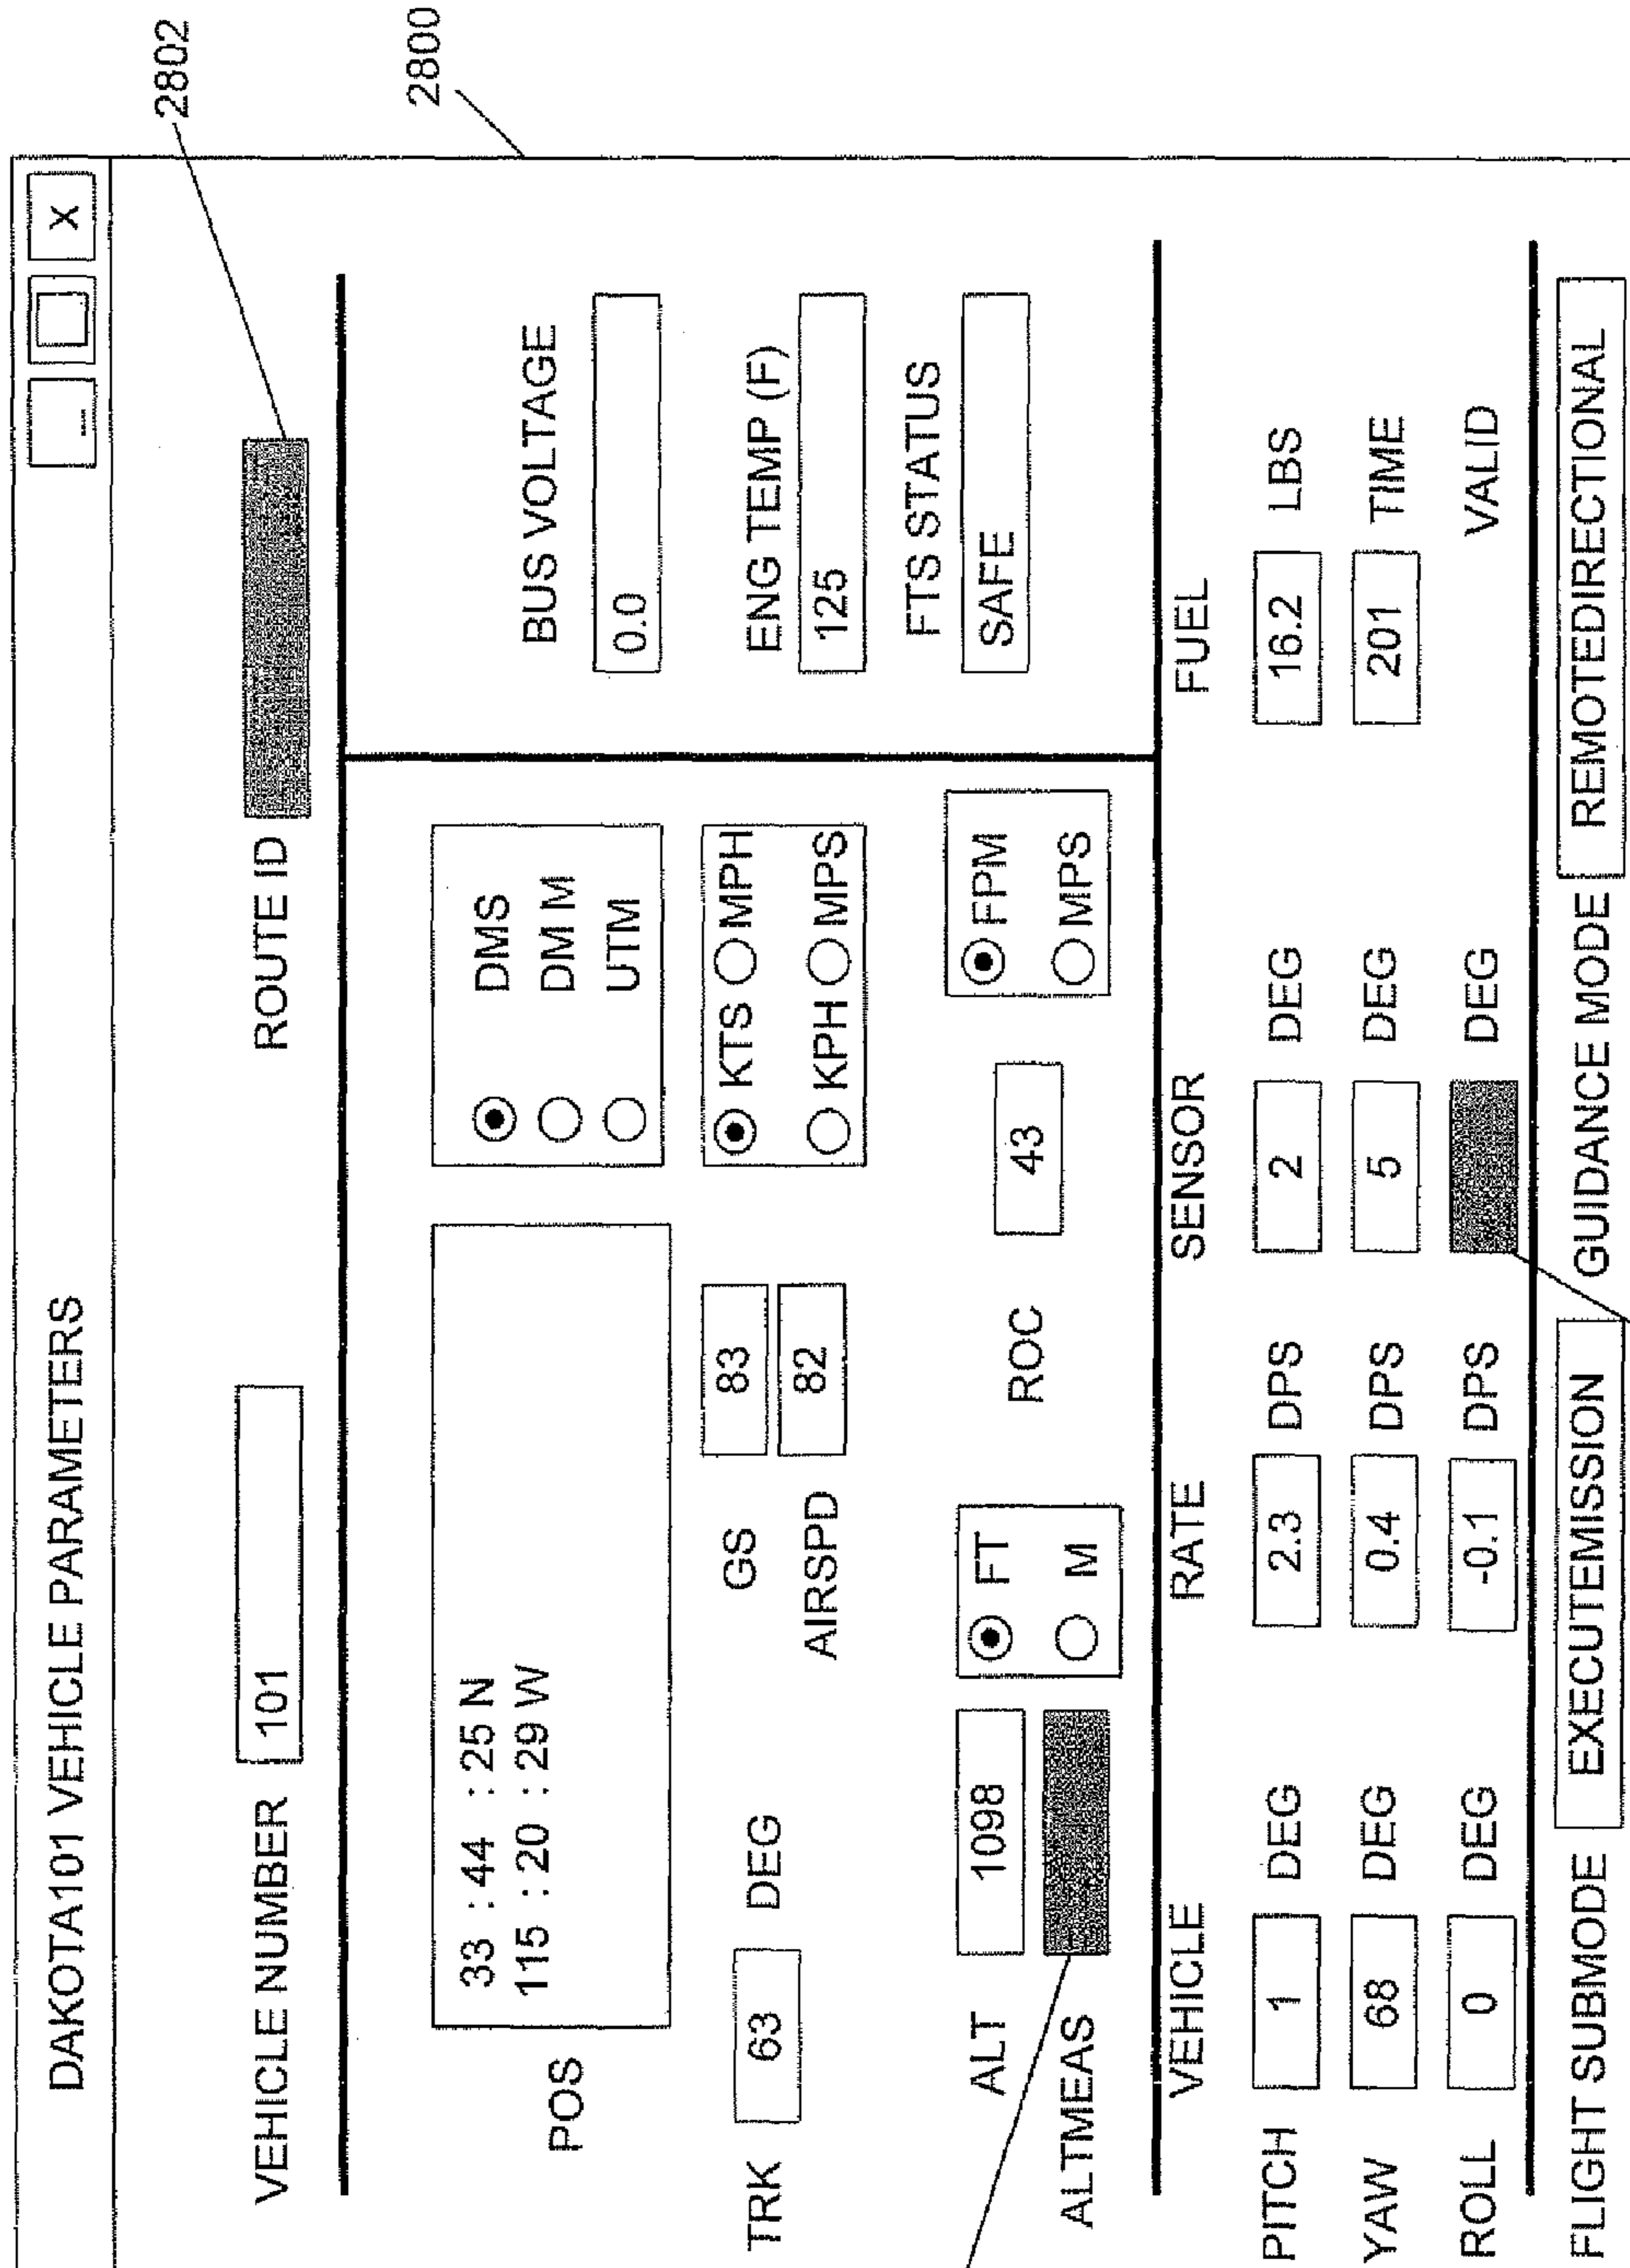 DAKOTA101 VEHICLE PARAMETERS
- X
2802
2800
VEHICLE NUMBER 101 ROUTE ID
POS 33 : 44 : 25 N
115 : 20 : 29 W
DMS
DM M
UTM
BUS VOLTAGE
0.0
TRK 63 DEG
GS 83
AIRSPD 82
KTS MPH
KPH MPS
ENG TEMP (F)
125
ALT 1098
ALTMEAS
FT
M
ROC 43
FPM
MPS
FTS STATUS
SAFE
VEHICLE RATE SENSOR FUEL
PITCH 1 DEG 2.3 DPS 2 DEG 16.2 LBS
YAW 68 DEG 0.4 DPS 5 DEG 201 TIME
ROLL 0 DEG -0.1 DPS DEG VALID
FLIGHT SUBMODE EXECUTEMISSION GUIDANCE MODE REMOTEDIRECTIONAL